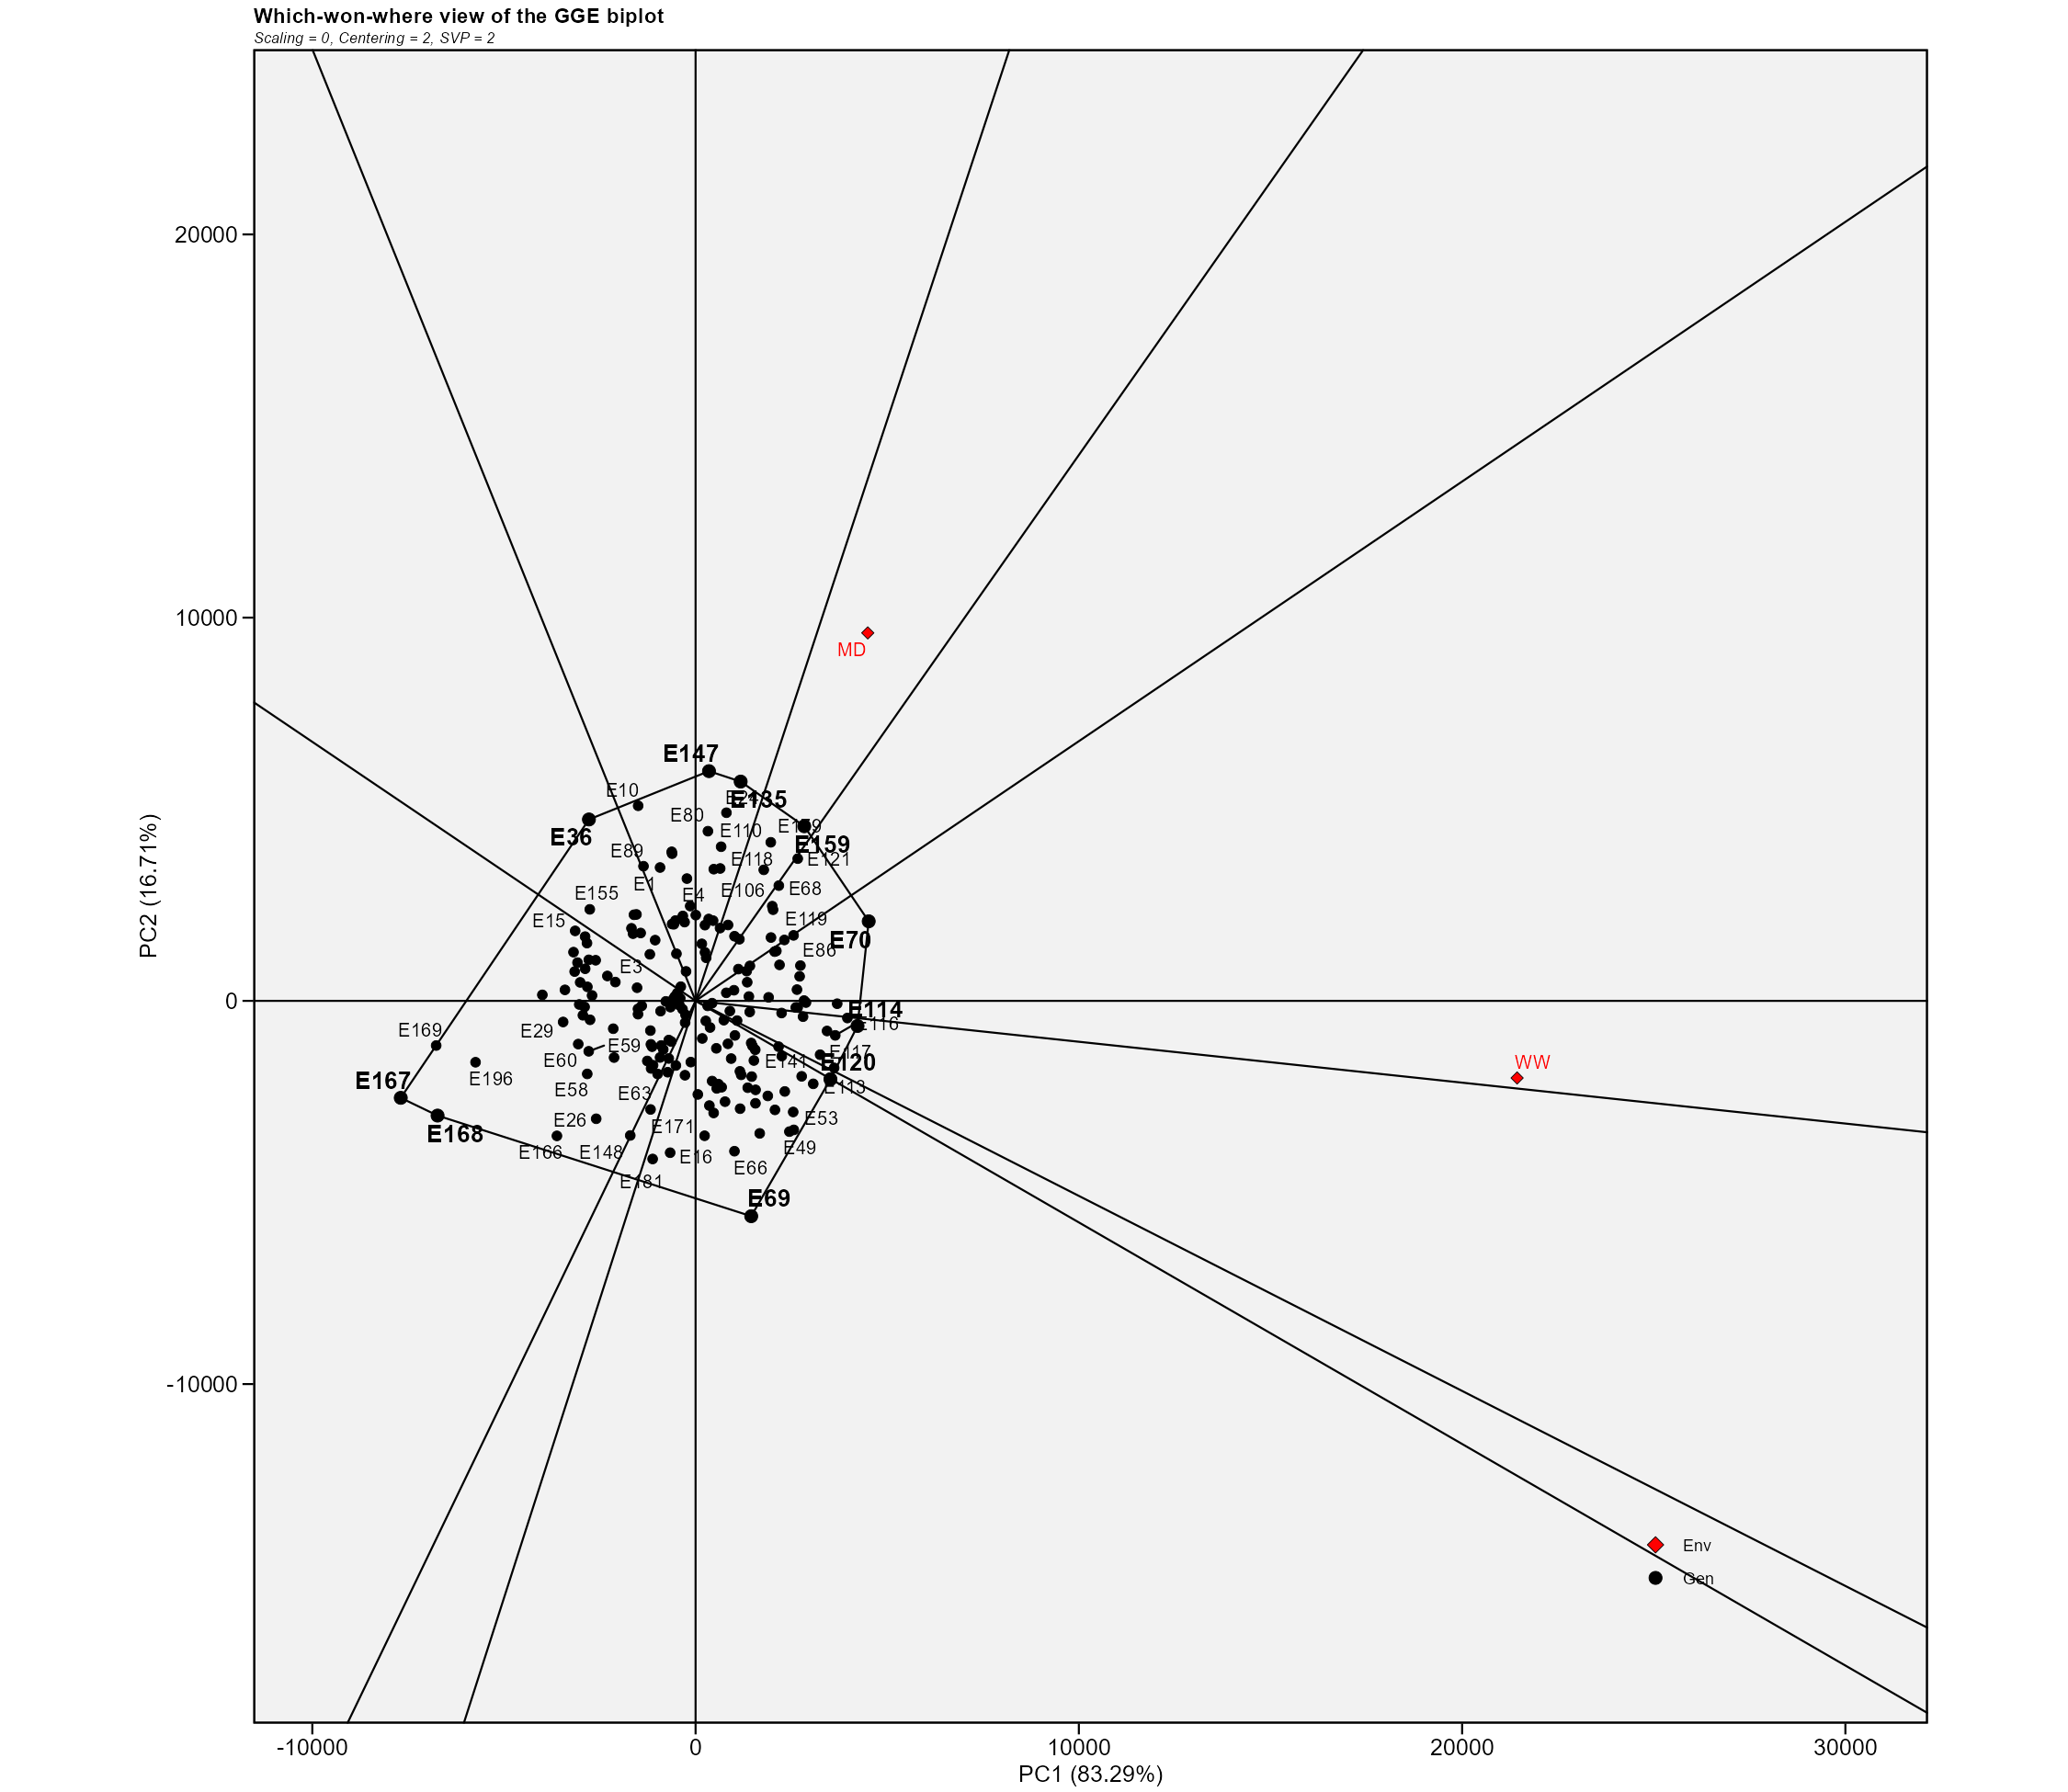 Which-won-where view of the GGE biplot
Scaling = 0, Centering = 2, SVP = 2
20000
10000
0
-10000
PC2 (16.71%)
MD
E147
E10
E135
E80
E110
E159
E36
E89
E118
E121
E1
E4
E106
E68
E155
E15
E119
E70
E86
E3
E114
E116
E169
E29
E59
E117
E60
E141
E120
WW
E167
E196
E58
E63
E113
E168
E26
E171
E53
E166
E148
E16
E49
E66
E181
E69
Env
Gen
-10000
0
10000
20000
30000
PC1 (83.29%)